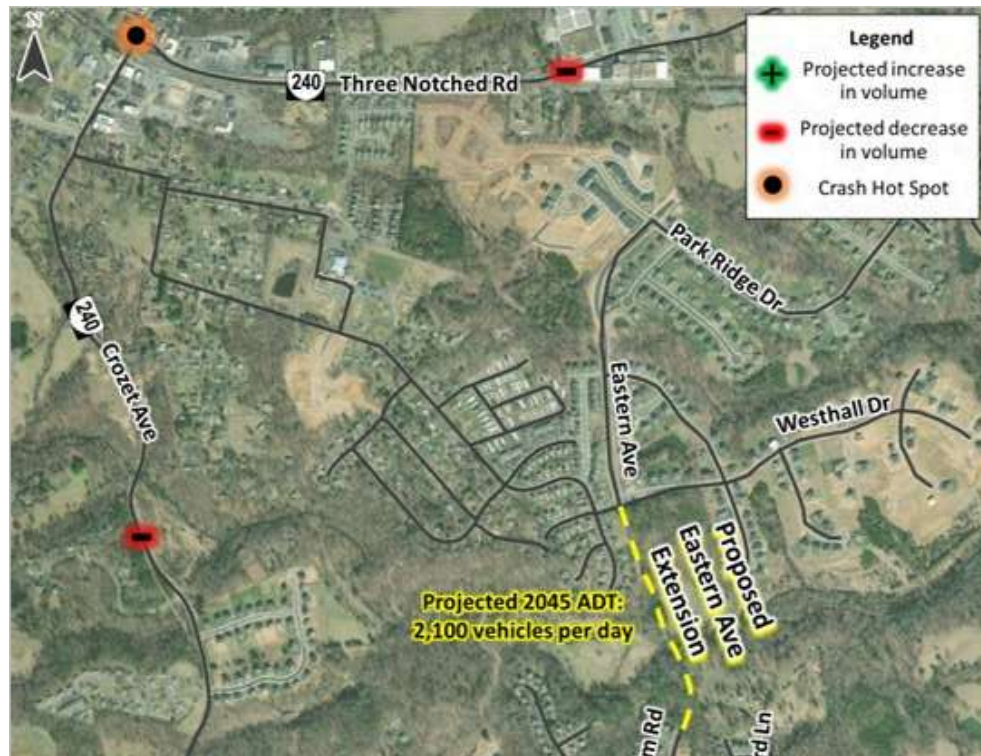 N
Legend
Projected increase
in volume
Projected decrease
in volume
Crash Hot Spot
240
Three Notched Rd
Park Ridge Dr
240
Crozet Ave
Eastern Ave
Westhall Dr
Proposed
Eastern Ave
Extension
Projected 2045 ADT:
2,100 vehicles per day
Rd
Ln